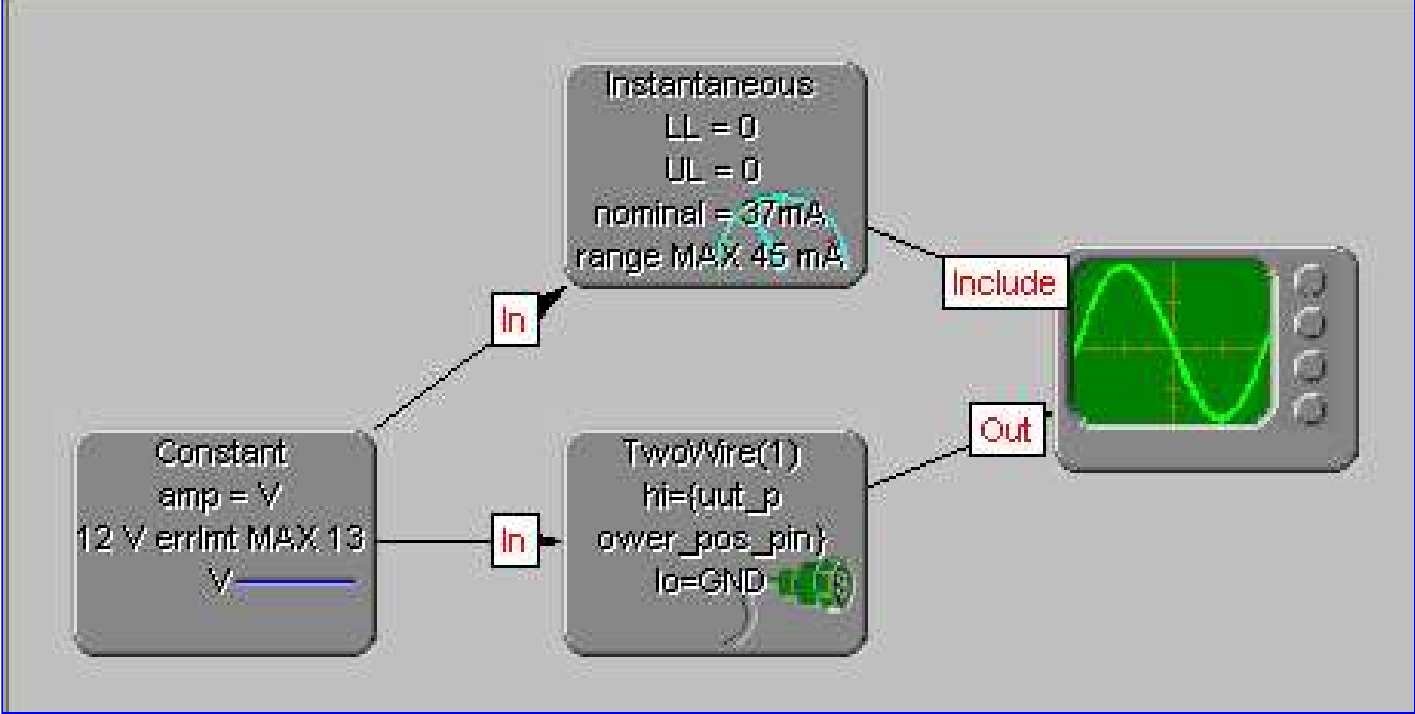 Instantaneous
LL = 0
UL = 0
nominal = 37mA
range MAX 45 mA
Include
In
Constant
amp = V
12 V errlmt MAX 13
V
In
TwoWire(1)
hi={uut_p
ower_pos_pin}
lo=GND
Out